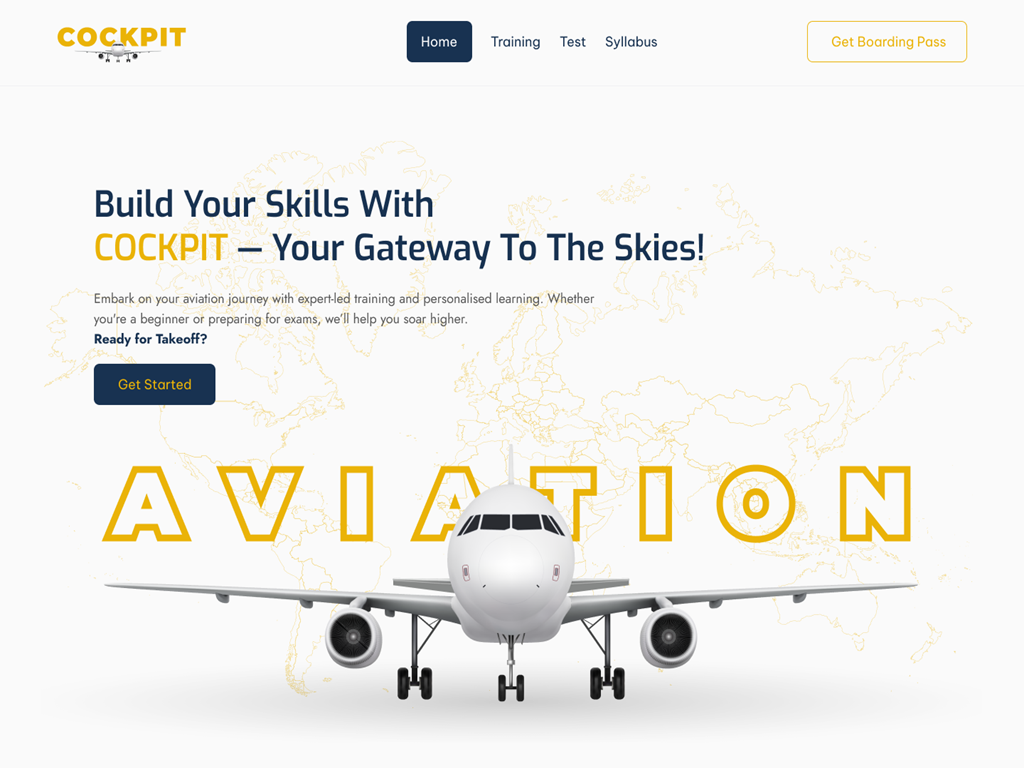 COCKPIT
Home
Training
Test
Syllabus
Get Boarding Pass
Build Your Skills With
COCKPIT — Your Gateway To The Skies!
Embark on your aviation journey with expert-led training and personalised learning. Whether
you're a beginner or preparing for exams, we'll help you soar higher.
Ready for Takeoff?
Get Started
AVIATION